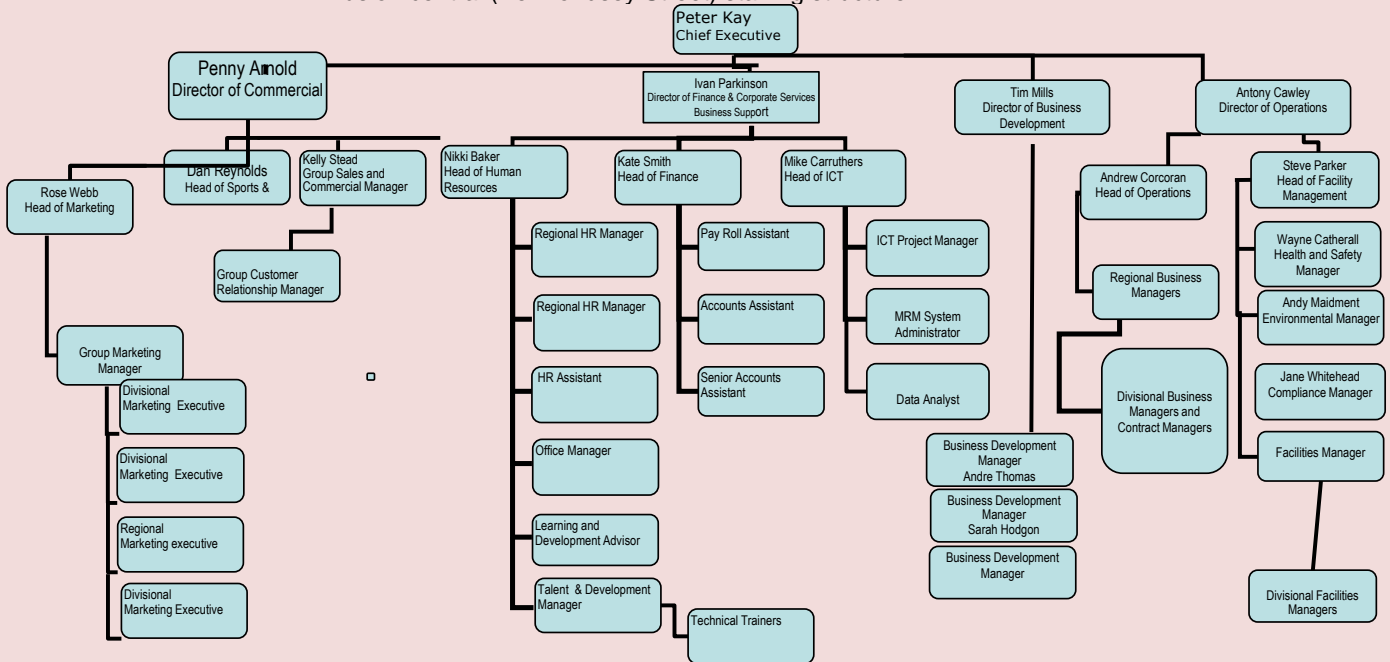 Peter Kay
Chief Executive
Penny Arnold
Director of Commercial
Ivan Parkinson
Director of Finance & Corporate Services
Business Support
Tim Mills
Director of Business
Development
Antony Cawley
Director of Operations
Rose Webb
Head of Marketing
Dan Reynolds
Head of Sports &
Kelly Stead
Group Sales and
Commercial Manager
Nikki Baker
Head of Human
Resources
Kate Smith
Head of Finance
Mike Carruthers
Head of ICT
Andrew Corcoran
Head of Operations
Steve Parker
Head of Facility
Management
Group Customer
Relationship Manager
Regional HR Manager
Pay Roll Assistant
ICT Project Manager
Wayne Catherall
Health and Safety
Manager
Regional Business
Managers
Regional HR Manager
Accounts Assistant
MRM System
Administrator
Andy Maidment
Environmental Manager
Group Marketing
Manager
Divisional
Marketing Executive
HR Assistant
Senior Accounts
Assistant
Data Analyst
Divisional Business
Managers and
Contract Managers
Jane Whitehead
Compliance Manager
Divisional
Marketing Executive
Office Manager
Business Development
Manager
Andre Thomas
Facilities Manager
Regional
Marketing executive
Learning and
Development Advisor
Business Development
Manager
Sarah Hodgon
Business Development
Manager
Divisional
Marketing Executive
Talent & Development
Manager
Technical Trainers
Divisional Facilities
Managers